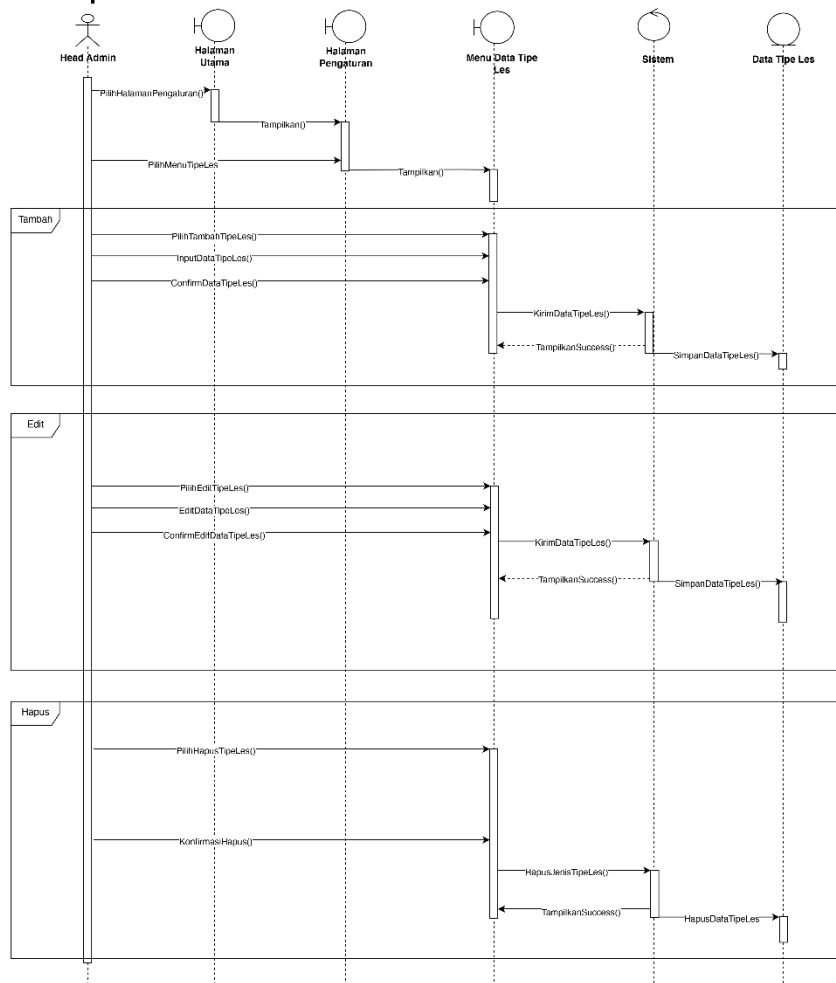 Head Admin
Halaman
Utama
Halaman
Pengaturan
Menu Data Tipe
Les
Sistem
Data Tipe Les
PilihHalamanPengaturan()
Tampilkan()
PilihMenuTipeLes
Tampilkan()
Tambah
PilihTambahTipeLes()
InputDataTipeLes()
ConfirmDataTipeLes()
KirimDataTipeLes()
TampilkanSuccess()
SimpanDataTipeLes()
Edit
PilihEditTipeLes()
EditDataTipeLes()
ConfirmEditDataTipeLes()
KirimDataTipeLes()
TampilkanSuccess()
SimpanDataTipeLes()
Hapus
PilihHapusTipeLes()
KonfirmasiHapus()
HapusJenisTipeLes()
TampilkanSuccess()
HapusDataTipeLes